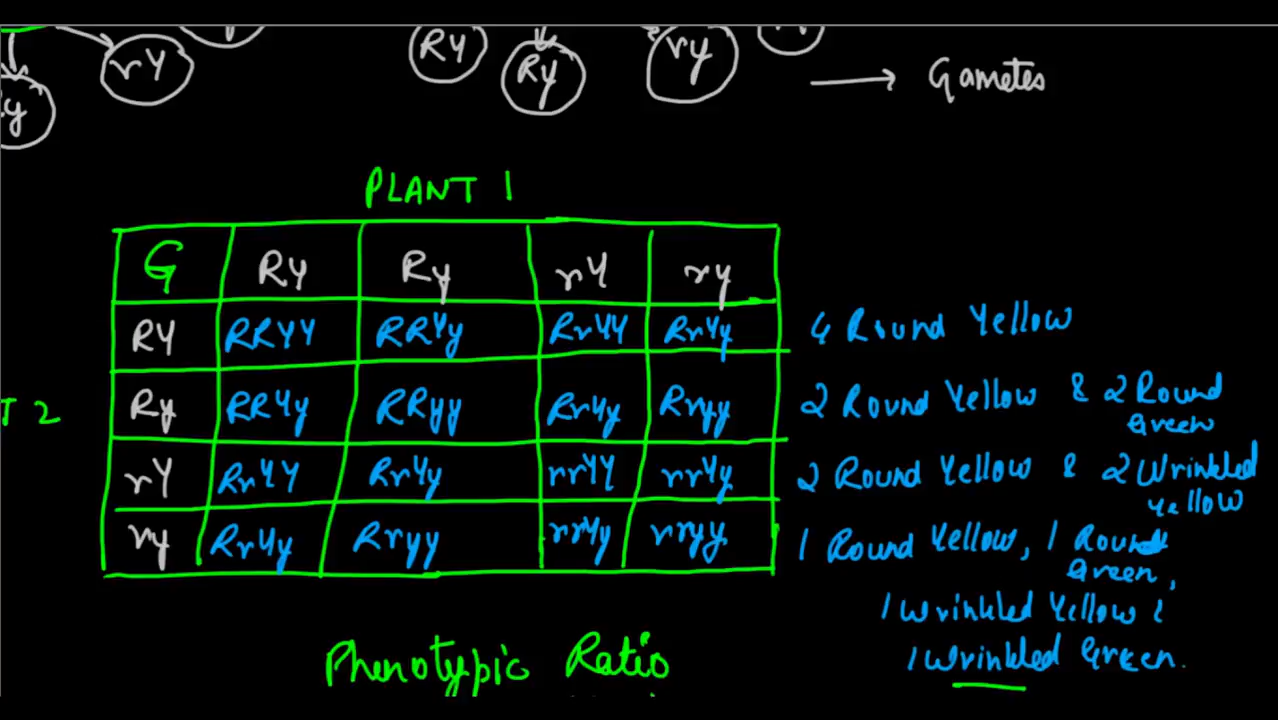 rY RY Ry ry → Gametes
y
PLANT 1
G RY Ry rY ry
RY RRYY RRYy RrYY RrYy 4 Round Yellow
T 2 Ry RRYy RRyy RrYy Rryy 2 Round Yellow & 2 Round
Green
rY RrYY RrYy rrYY rrYy 2 Round Yellow & 2 Wrinkled
Yellow
ry RrYy Rryy rrYy rryy 1 Round Yellow, 1 Round
Green,
1 Wrinkled Yellow &
1 Wrinkled Green.
Phenotypic Ratio